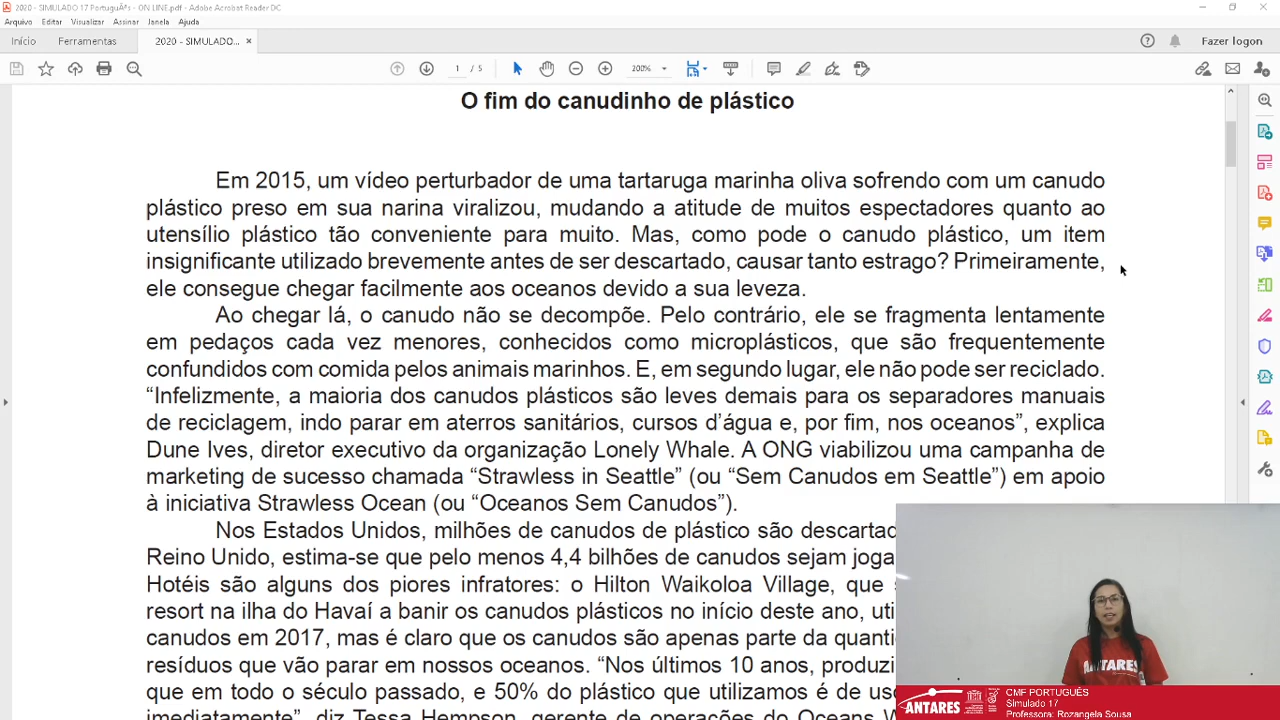 2020 - SIMULADO 17 PortuguÃªs - ON LINE.pdf - Adobe Acrobat Reader DC
Arquivo Editar Visualizar Assinar Janela Ajuda
Início Ferramentas 2020 - SIMULADO... × Fazer logon
1 / 5 200%
O fim do canudinho de plástico
Em 2015, um vídeo perturbador de uma tartaruga marinha oliva sofrendo com um canudo
plástico preso em sua narina viralizou, mudando a atitude de muitos espectadores quanto ao
utensílio plástico tão conveniente para muito. Mas, como pode o canudo plástico, um item
insignificante utilizado brevemente antes de ser descartado, causar tanto estrago? Primeiramente,
ele consegue chegar facilmente aos oceanos devido a sua leveza.
Ao chegar lá, o canudo não se decompõe. Pelo contrário, ele se fragmenta lentamente
em pedaços cada vez menores, conhecidos como microplásticos, que são frequentemente
confundidos com comida pelos animais marinhos. E, em segundo lugar, ele não pode ser reciclado.
“Infelizmente, a maioria dos canudos plásticos são leves demais para os separadores manuais
de reciclagem, indo parar em aterros sanitários, cursos d’água e, por fim, nos oceanos”, explica
Dune Ives, diretor executivo da organização Lonely Whale. A ONG viabilizou uma campanha de
marketing de sucesso chamada “Strawless in Seattle” (ou “Sem Canudos em Seattle”) em apoio
à iniciativa Strawless Ocean (ou “Oceanos Sem Canudos”).
Nos Estados Unidos, milhões de canudos de plástico são descartad
Reino Unido, estima-se que pelo menos 4,4 bilhões de canudos sejam joga
Hotéis são alguns dos piores infratores: o Hilton Waikoloa Village, que
resort na ilha do Havaí a banir os canudos plásticos no início deste ano, uti
canudos em 2017, mas é claro que os canudos são apenas parte da quanti
resíduos que vão parar em nossos oceanos. “Nos últimos 10 anos, produzi
que em todo o século passado, e 50% do plástico que utilizamos é de uso
imediatamente”, diz Tessa Hempson, gerente de operações do Oceans W
ANTARES
ANTARES
CMF PORTUGUÊS
Simulado 17
Professora: Rozangela Sousa